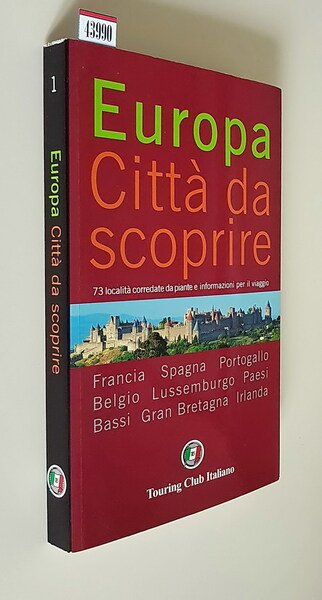 43990
1
Europa Città da scoprire
Europa
Città da
scoprire
73 località corredate da piante e informazioni per il viaggio
Francia Spagna Portogallo
Belgio Lussemburgo Paesi
Bassi Gran Bretagna Irlanda
Touring Club Italiano